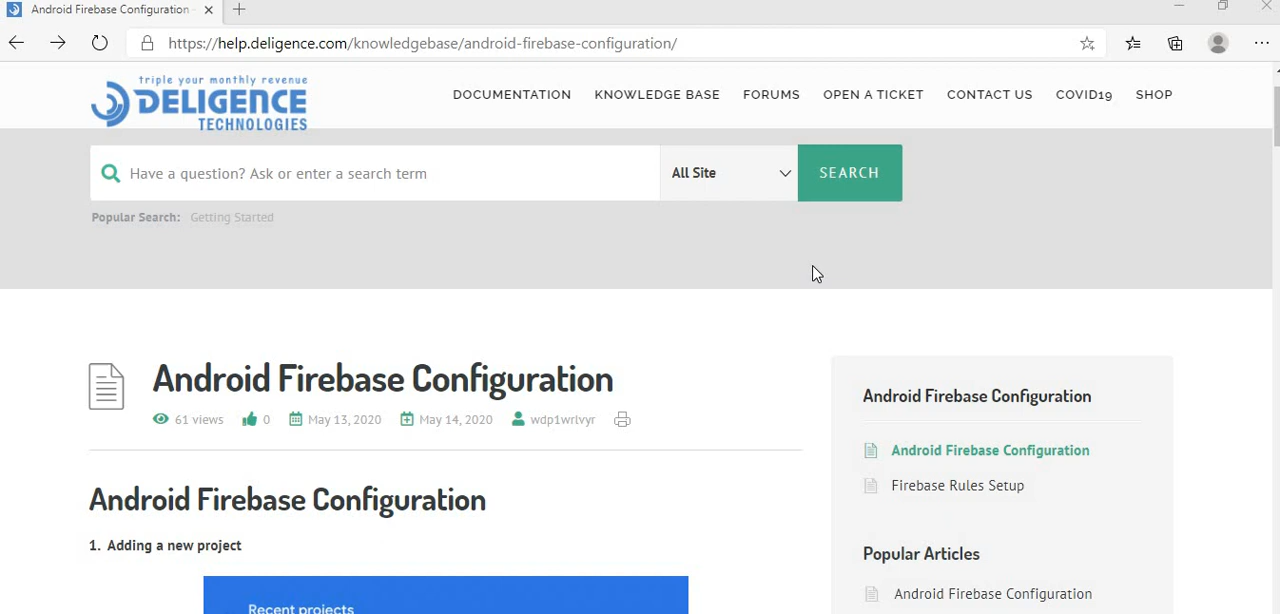 Android Firebase Configuration
https://help.deligence.com/knowledgebase/android-firebase-configuration/
triple your monthly revenue
DELIGENCE
TECHNOLOGIES
DOCUMENTATION KNOWLEDGE BASE FORUMS OPEN A TICKET CONTACT US COVID19 SHOP
Have a question? Ask or enter a search term All Site SEARCH
Popular Search: Getting Started
Android Firebase Configuration
61 views 0 May 13, 2020 May 14, 2020 wdp1wrlvyr
Android Firebase Configuration
1. Adding a new project
Recent projects
Android Firebase Configuration
Android Firebase Configuration
Firebase Rules Setup
Popular Articles
Android Firebase Configuration